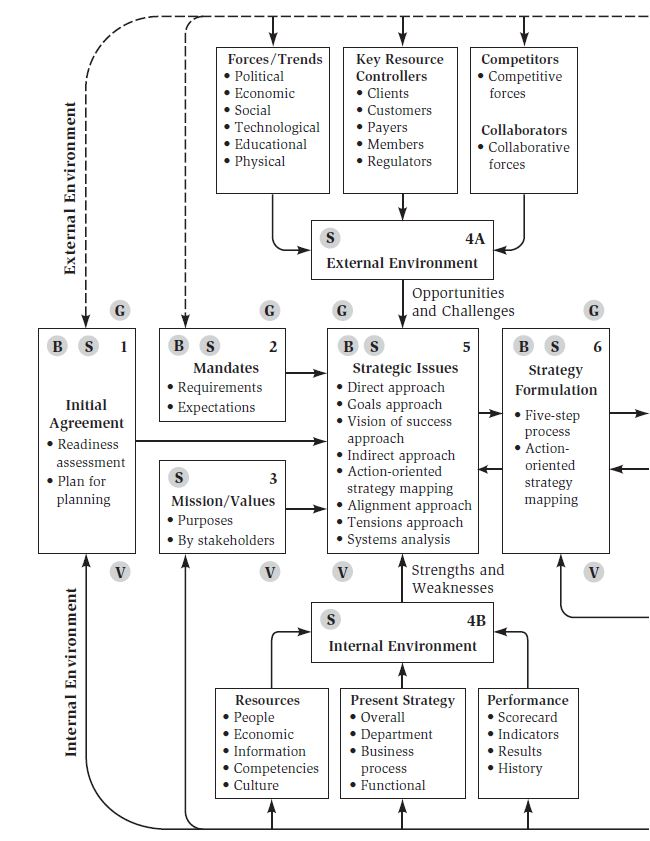 External Environment
Forces/Trends
• Political
• Economic
• Social
• Technological
• Educational
• Physical
Key Resource
Controllers
• Clients
• Customers
• Payers
• Members
• Regulators
Competitors
• Competitive
forces
Collaborators
• Collaborative
forces
S 4A
External Environment
Opportunities
and Challenges
G
G
G
G
B S 1
Initial
Agreement
• Readiness
assessment
• Plan for
planning
B S 2
Mandates
• Requirements
• Expectations
S 3
Mission/Values
• Purposes
• By stakeholders
B S 5
Strategic Issues
• Direct approach
• Goals approach
• Vision of success
approach
• Indirect approach
• Action-oriented
strategy mapping
• Alignment approach
• Tensions approach
• Systems analysis
B S 6
Strategy
Formulation
• Five-step
process
• Action-
oriented
strategy
mapping
V
V
V
V
Strengths and
Weaknesses
S 4B
Internal Environment
Internal Environment
Resources
• People
• Economic
• Information
• Competencies
• Culture
Present Strategy
• Overall
• Department
• Business
process
• Functional
Performance
• Scorecard
• Indicators
• Results
• History